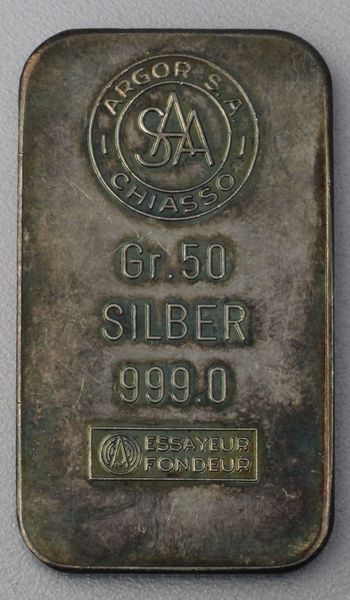 ARGOR S.A.
SAA
CHIASSO
Gr.50
SILBER
999.0
ESSAYEUR
FONDEUR